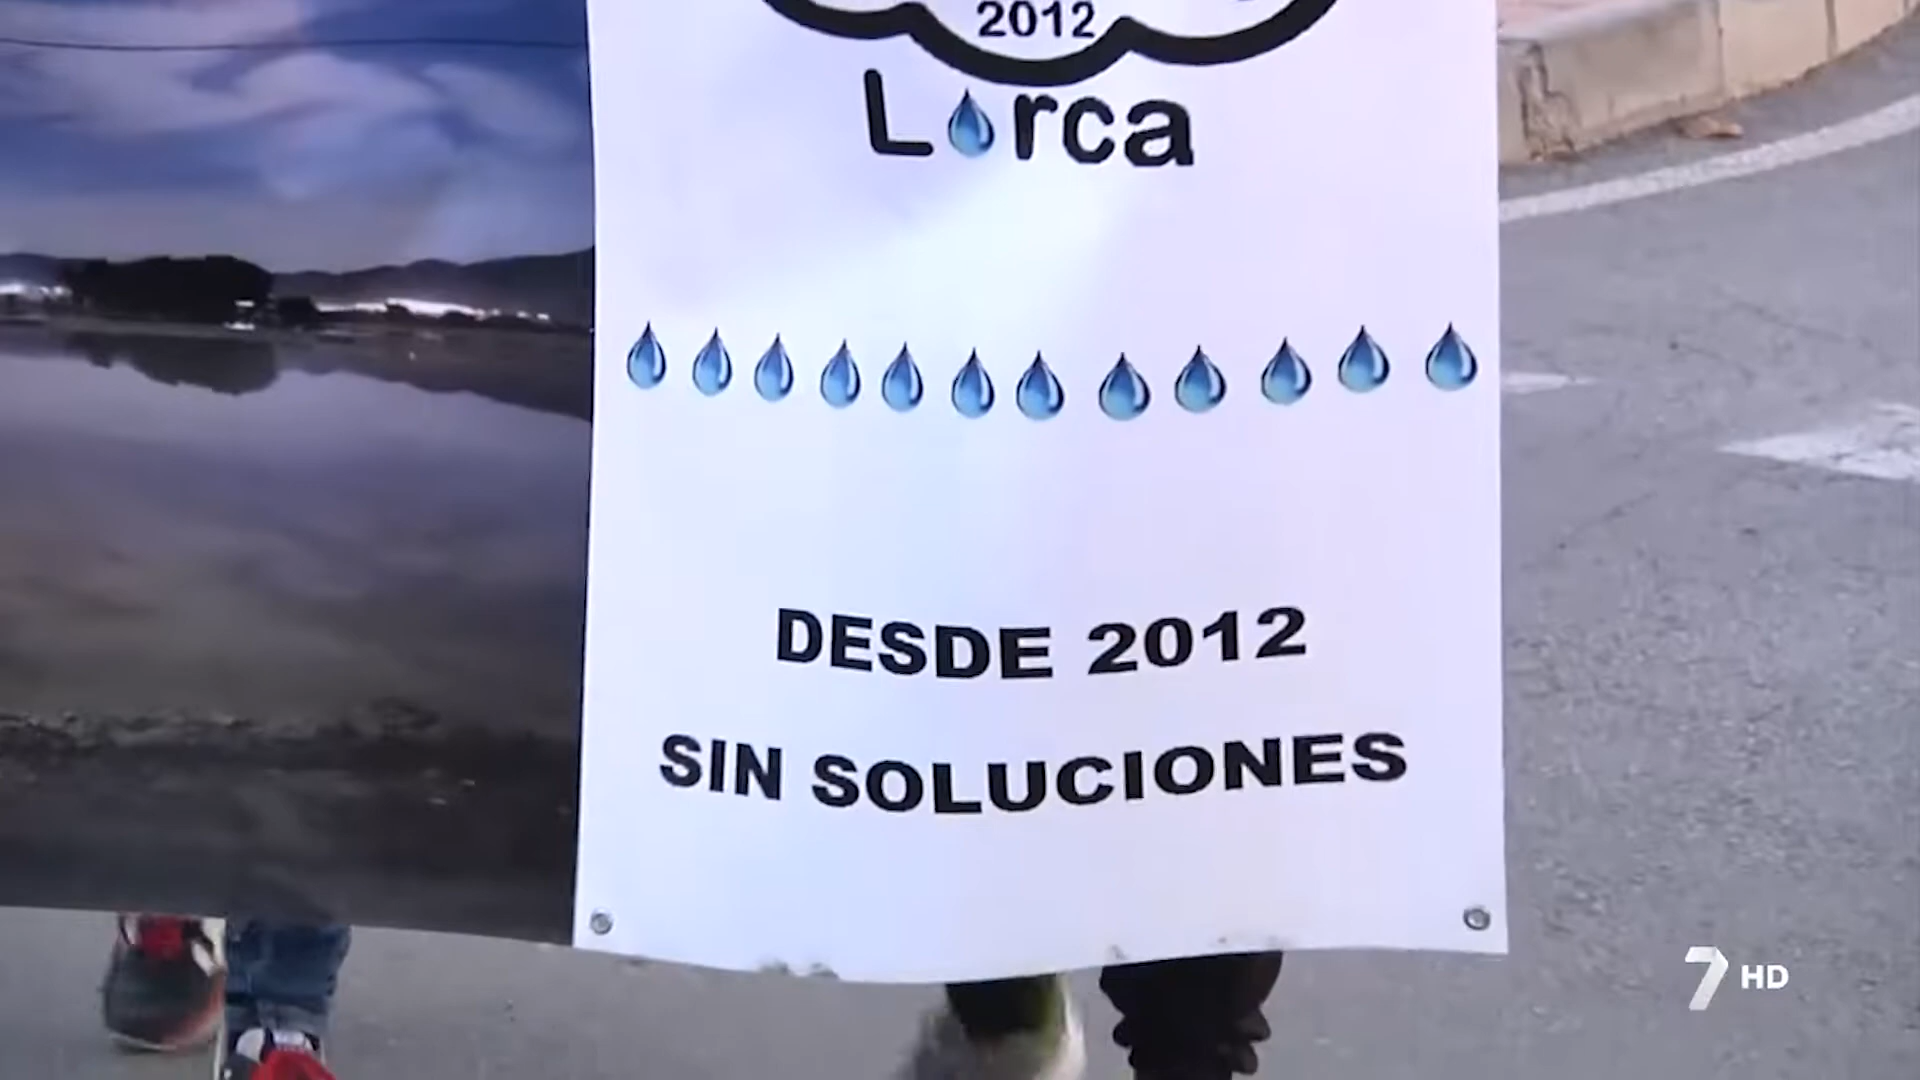 2012
Lorca
DESDE 2012
SIN SOLUCIONES
7 HD